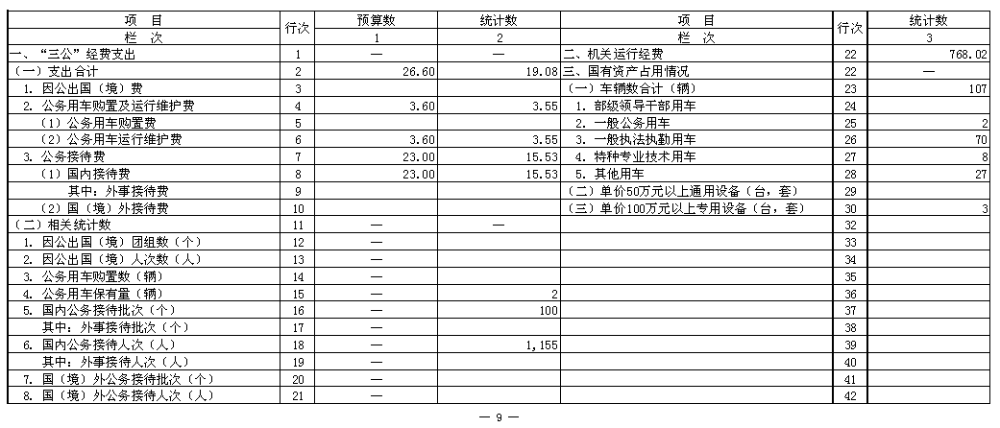 项 目 行次 预算数 统计数 项 目 行次 统计数
栏 次 1 2 栏 次 3
一、“三公”经费支出 1 — — 二、机关运行经费 22 768.02
（一）支出合计 2 26.60 19.08 三、国有资产占用情况 22 —
1. 因公出国（境）费 3 （一）车辆数合计（辆） 23 107
2. 公务用车购置及运行维护费 4 3.60 3.55 1. 部级领导干部用车 24
（1）公务用车购置费 5 2. 一般公务用车 25 2
（2）公务用车运行维护费 6 3.60 3.55 3. 一般执法执勤用车 26 70
3. 公务接待费 7 23.00 15.53 4. 特种专业技术用车 27 8
（1）国内接待费 8 23.00 15.53 5. 其他用车 28 27
其中：外事接待费 9 （二）单价50万元以上通用设备（台，套） 29
（2）国（境）外接待费 10 （三）单价100万元以上专用设备（台，套） 30 3
（二）相关统计数 11 — — 32
1. 因公出国（境）团组数（个） 12 — 33
2. 因公出国（境）人次数（人） 13 — 34
3. 公务用车购置数（辆） 14 — 35
4. 公务用车保有量（辆） 15 — 2 36
5. 国内公务接待批次（个） 16 — 100 37
其中：外事接待批次（个） 17 — 38
6. 国内公务接待人次（人） 18 — 1,155 39
其中：外事接待人次（人） 19 — 40
7. 国（境）外公务接待批次（个） 20 — 41
8. 国（境）外公务接待人次（人） 21 — 42
— 9 —